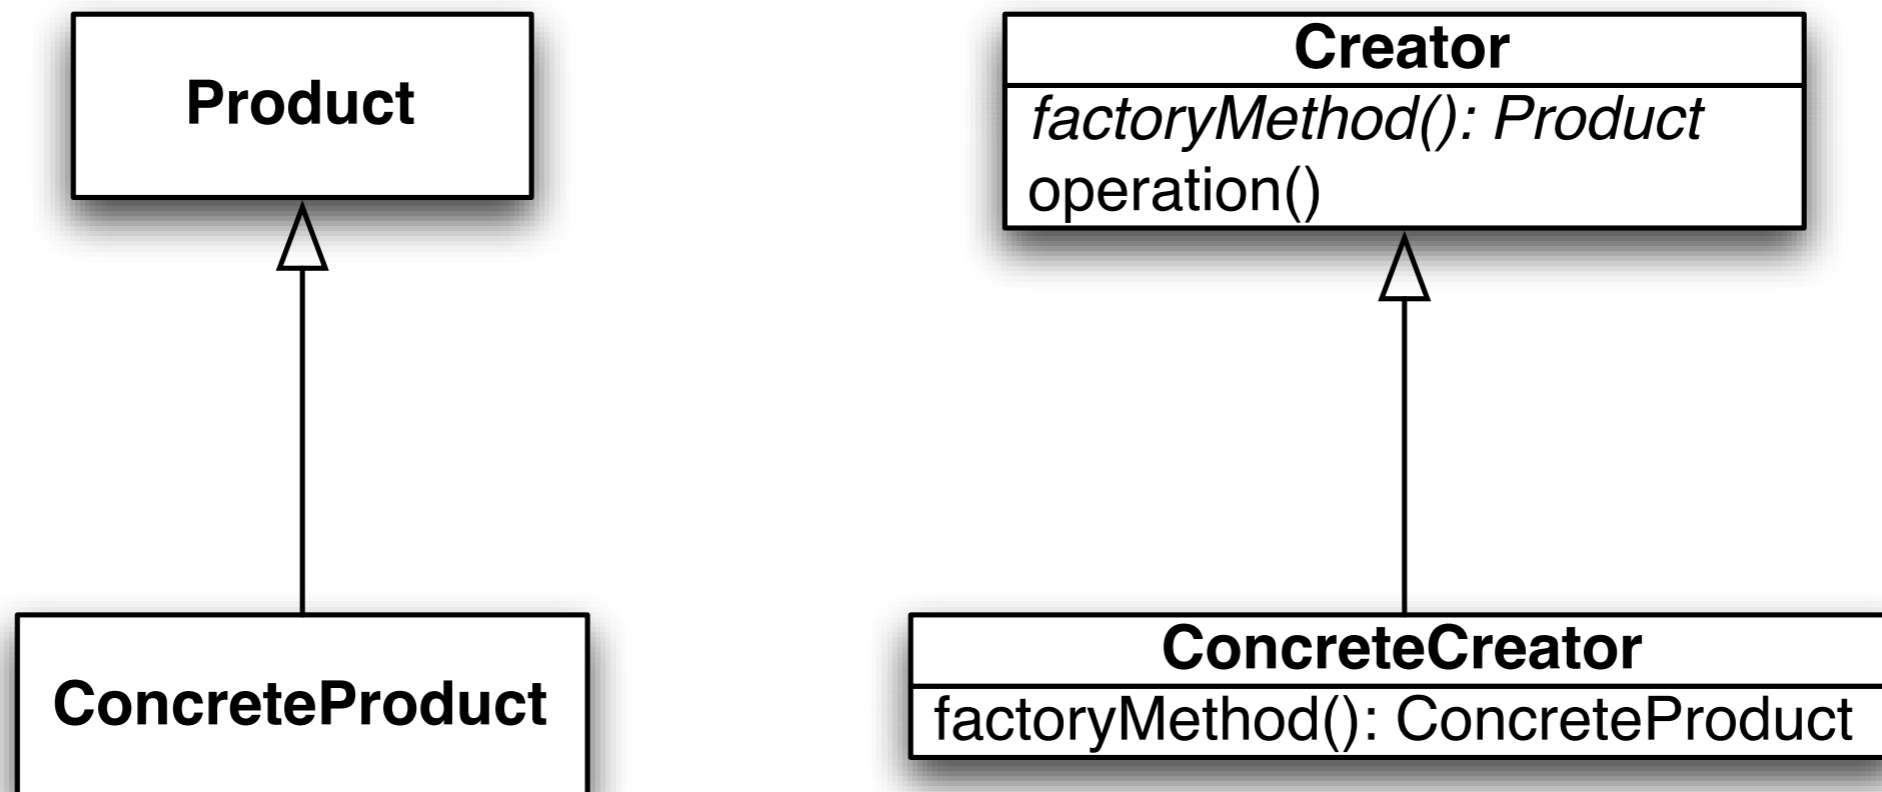 Product
Creator
factoryMethod(): Product
operation()
ConcreteProduct
ConcreteCreator
factoryMethod(): ConcreteProduct